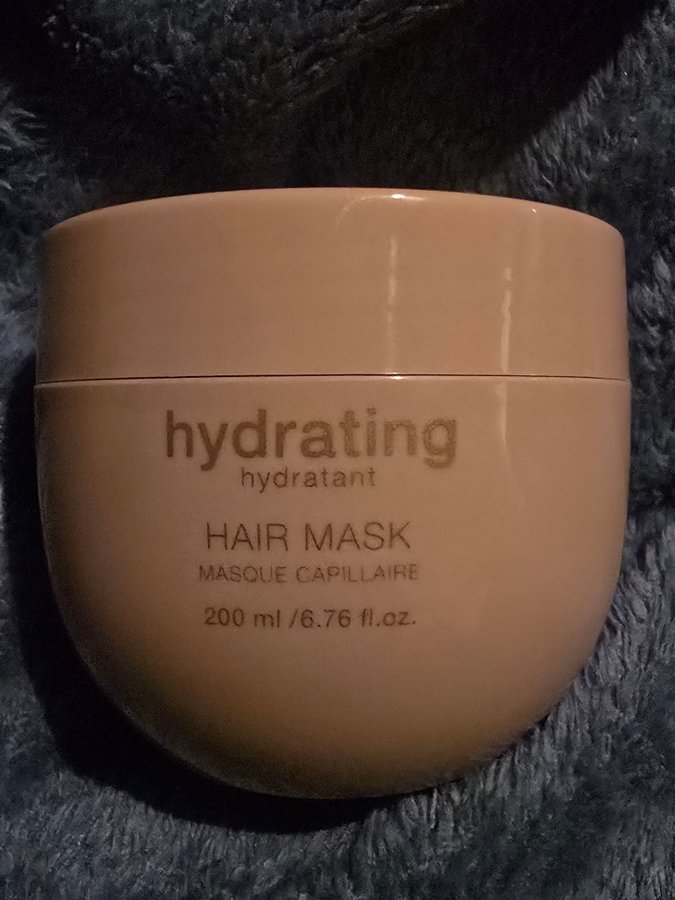 hydrating
hydratant
HAIR MASK
MASQUE CAPILLAIRE
200 ml /6.76 fl.oz.